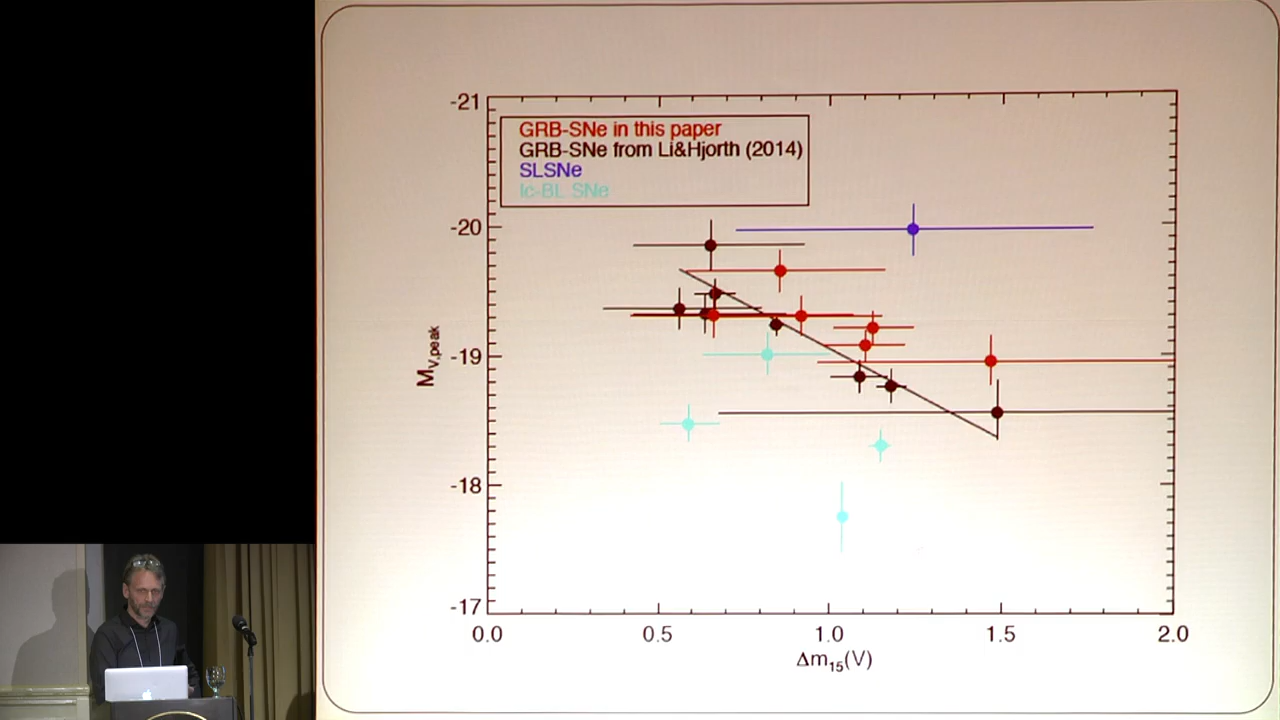 -21
GRB-SNe in this paper
GRB-SNe from Li&Hjorth (2014)
SLSNe
Ic-BL SNe
-20
-19
-18
-17
M_V,peak
0.0 0.5 1.0 1.5 2.0
Δm₁₅(V)